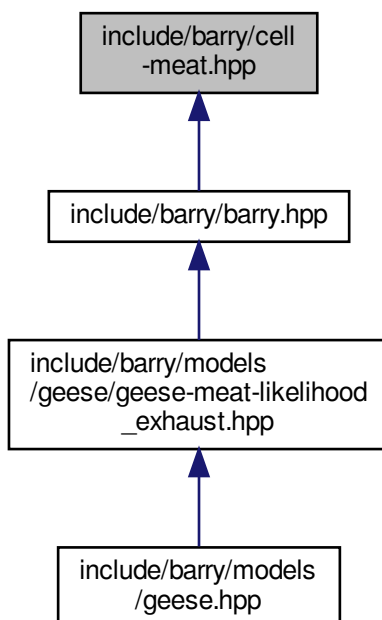 include/barry/cell
-meat.hpp
include/barry/barry.hpp
include/barry/models
/geese/geese-meat-likelihood
_exhaust.hpp
include/barry/models
/geese.hpp